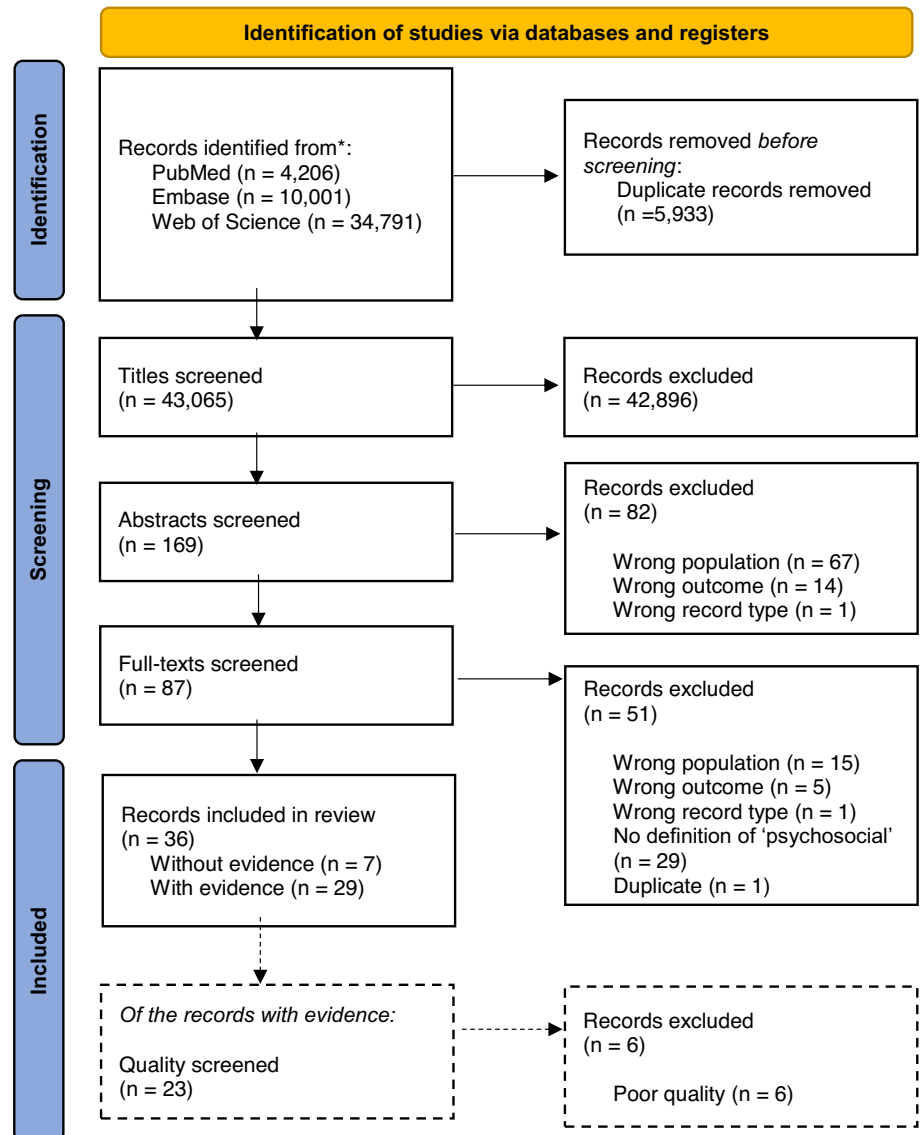 Identification of studies via databases and registers
Identification
Records identified from*:
PubMed (n = 4,206)
Embase (n = 10,001)
Web of Science (n = 34,791)
Records removed before
screening:
Duplicate records removed
(n =5,933)
Screening
Titles screened
(n = 43,065)
Records excluded
(n = 42,896)
Abstracts screened
(n = 169)
Records excluded
(n = 82)
Wrong population (n = 67)
Wrong outcome (n = 14)
Wrong record type (n = 1)
Full-texts screened
(n = 87)
Records excluded
(n = 51)
Wrong population (n = 15)
Wrong outcome (n = 5)
Wrong record type (n = 1)
No definition of ‘psychosocial’
(n = 29)
Duplicate (n = 1)
Included
Records included in review
(n = 36)
Without evidence (n = 7)
With evidence (n = 29)
Of the records with evidence:
Quality screened
(n = 23)
Records excluded
(n = 6)
Poor quality (n = 6)